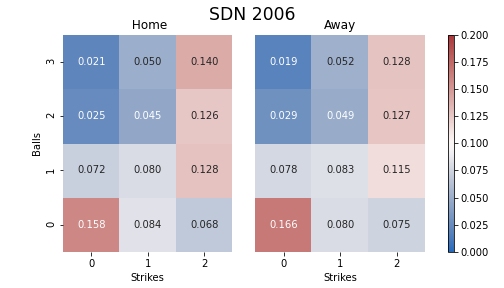 SDN 2006
Home Away
3 0.021 0.050 0.140 0.019 0.052 0.128
2 0.025 0.045 0.126 0.029 0.049 0.127
1 0.072 0.080 0.128 0.078 0.083 0.115
0 0.158 0.084 0.068 0.166 0.080 0.075
Balls
0 1 2 0 1 2
Strikes Strikes
0.200
0.175
0.150
0.125
0.100
0.075
0.050
0.025
0.000